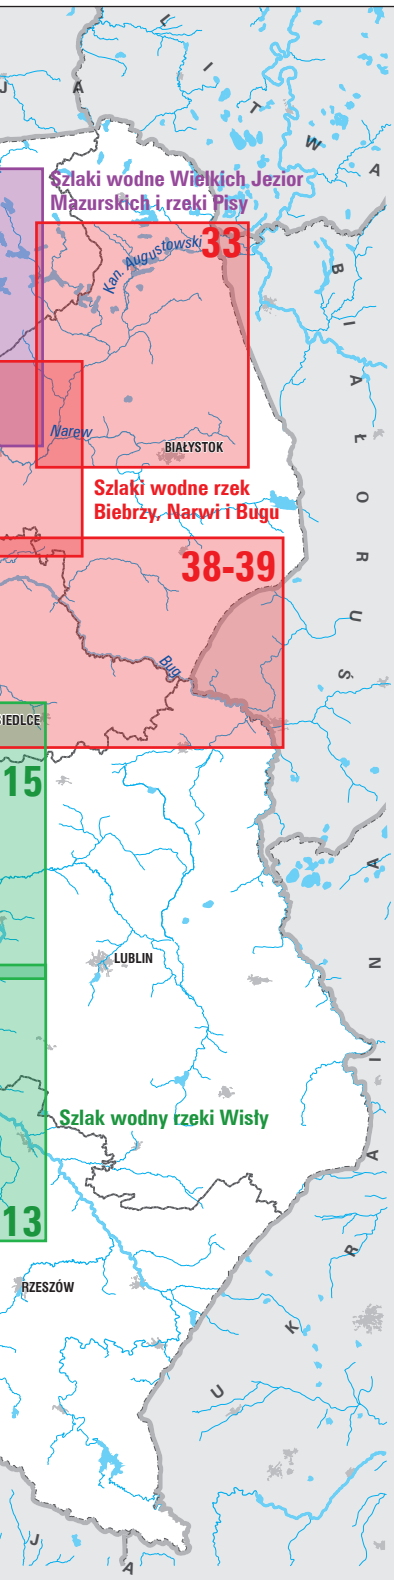 L I T W A
J A
Szlaki wodne Wielkich Jezior
Mazurskich i rzeki Pisy
33
Kan. Augustowski
B I A Ł O R U Ś
Narew
BIAŁYSTOK
Szlaki wodne rzek
Biebrzy, Narwi i Bugu
38-39
Bug
IEDLCE
15
LUBLIN
Szlak wodny rzeki Wisły
13
RZESZÓW
U K R A I N A
J A